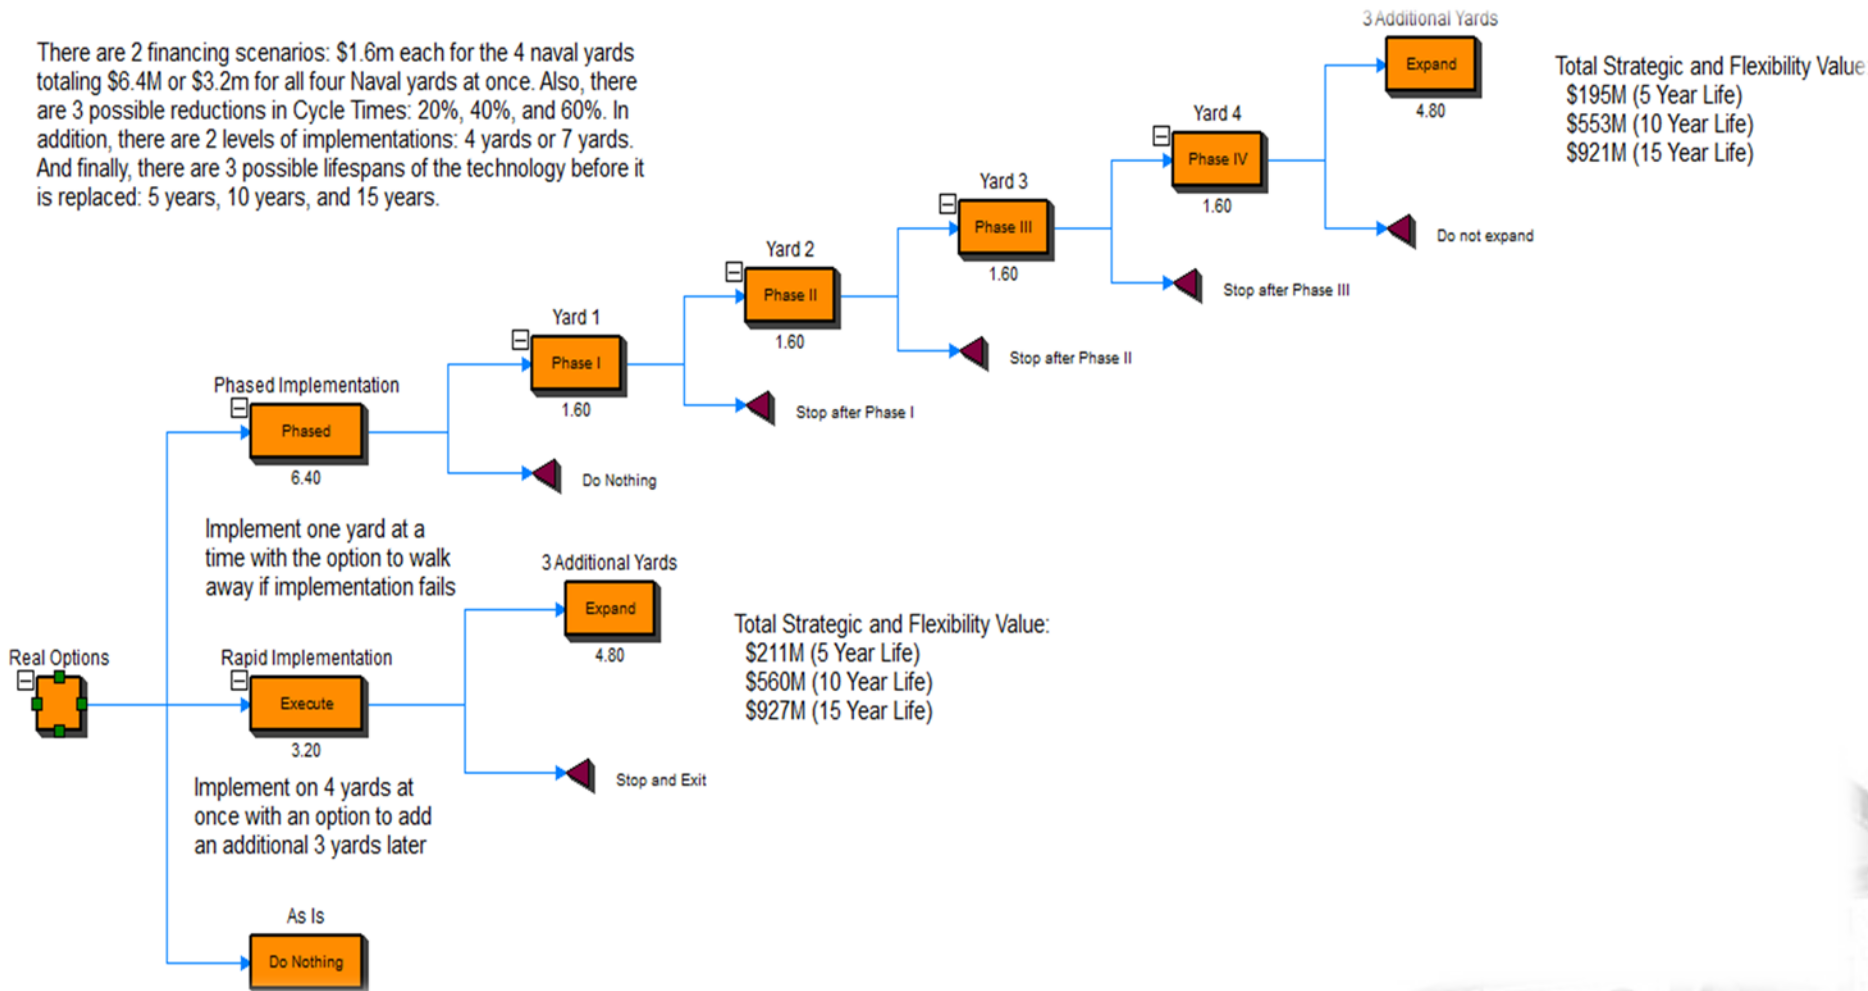 There are 2 financing scenarios: $1.6m each for the 4 naval yards
totaling $6.4M or $3.2m for all four Naval yards at once. Also, there
are 3 possible reductions in Cycle Times: 20%, 40%, and 60%. In
addition, there are 2 levels of implementations: 4 yards or 7 yards.
And finally, there are 3 possible lifespans of the technology before it
is replaced: 5 years, 10 years, and 15 years.
3 Additional Yards
Expand
4.80
Total Strategic and Flexibility Value
$195M (5 Year Life)
$553M (10 Year Life)
$921M (15 Year Life)
Yard 4
Phase IV
1.60
Do not expand
Yard 3
Phase III
1.60
Stop after Phase III
Yard 2
Phase II
1.60
Stop after Phase II
Yard 1
Phase I
1.60
Stop after Phase I
Phased Implementation
Phased
6.40
Do Nothing
Implement one yard at a
time with the option to walk
away if implementation fails
3 Additional Yards
Expand
4.80
Total Strategic and Flexibility Value:
$211M (5 Year Life)
$560M (10 Year Life)
$927M (15 Year Life)
Real Options
Rapid Implementation
Execute
3.20
Stop and Exit
Implement on 4 yards at
once with an option to add
an additional 3 yards later
As Is
Do Nothing